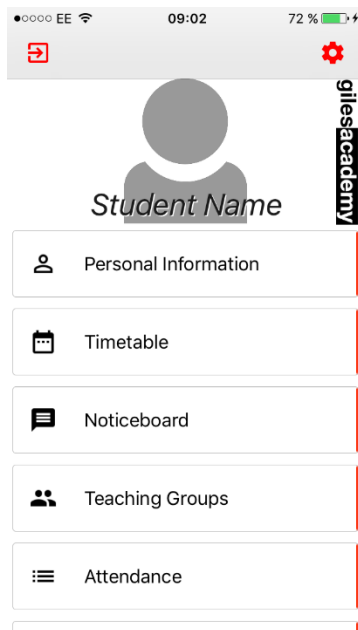 EE 09:02 72 %
gilesacademy
Student Name
Personal Information
Timetable
Noticeboard
Teaching Groups
Attendance